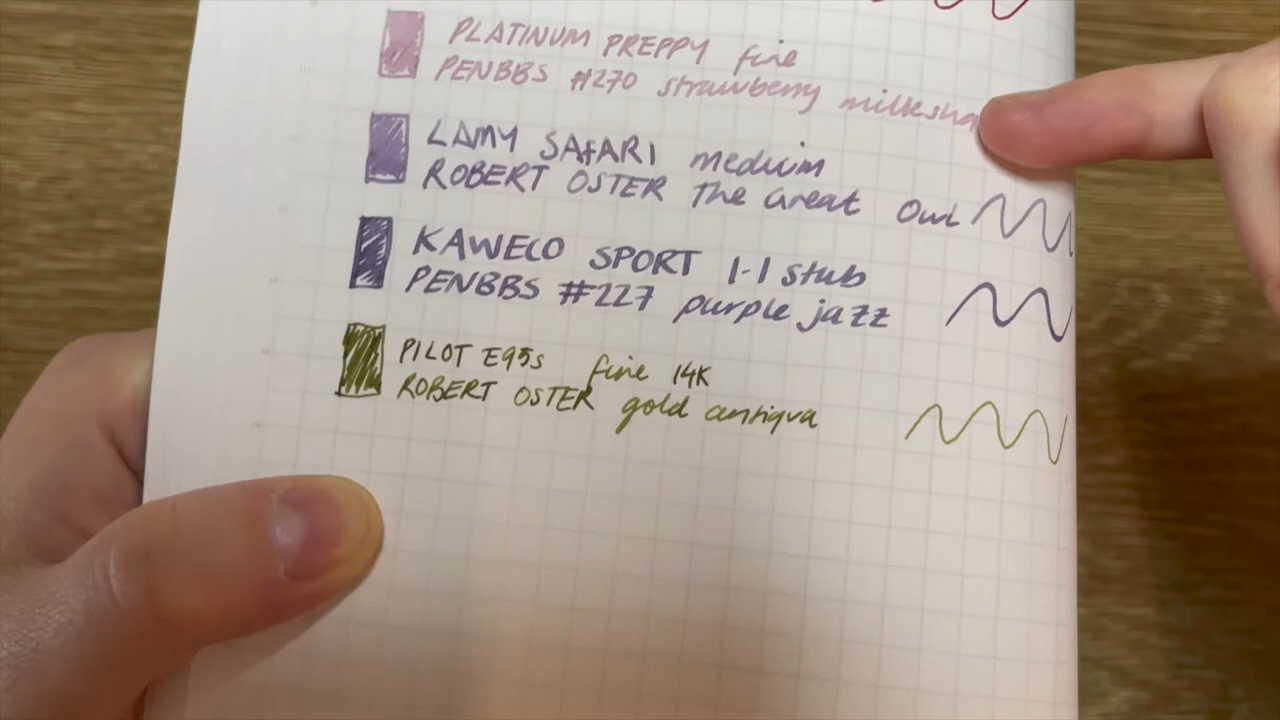 PLATINUM PREPPY fine
PENBBS #270 strawberry milksha
LAMY SAFARI medium
ROBERT OSTER The Great Owl
KAWECO SPORT 1-1 stub
PENBBS #227 purple jazz
PILOT E95s fine 14K
ROBERT OSTER gold antiqua